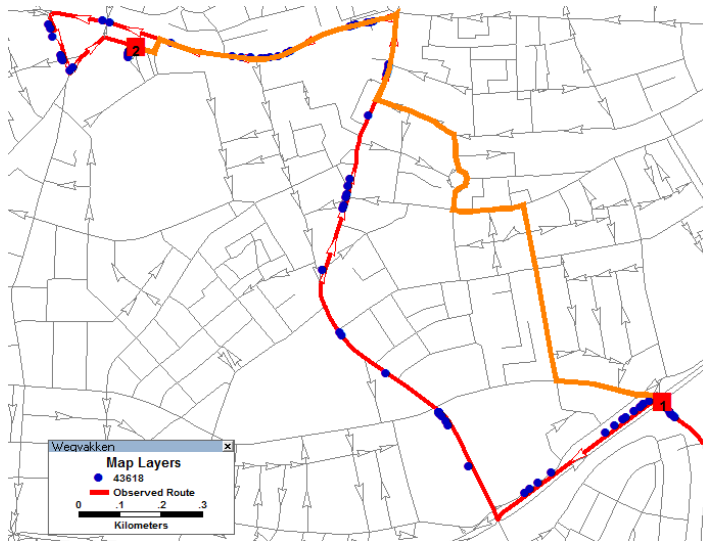 2
1
Wegvakken
Map Layers
43618
Observed Route
0 .1 .2 .3
Kilometers